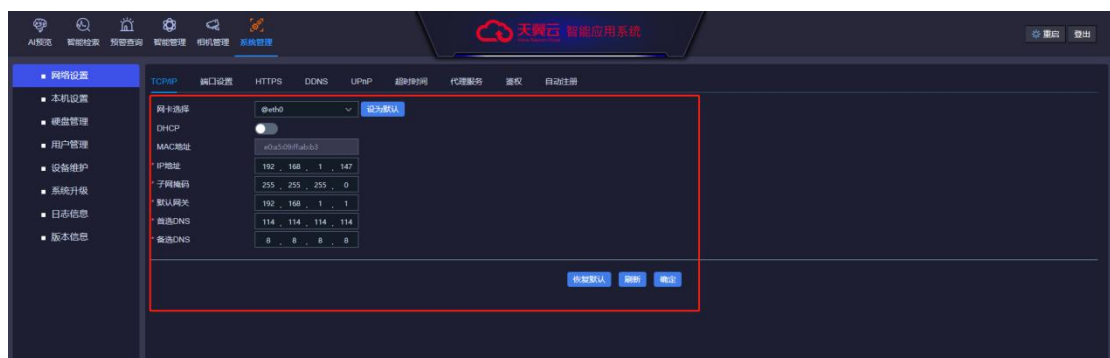 天翼云 智能应用系统
AI预览 智能检索 预警查询 智能管理 相机管理 系统管理
重启 登出
网络设置
本机设置
硬盘管理
用户管理
设备维护
系统升级
日志信息
版本信息
TCP/IP 端口设置 HTTPS DDNS UPnP 超时时间 代理服务 鉴权 自动注册
网卡选择 @eth0 设为默认
DHCP
MAC地址
* IP地址 192 . 168 . 1 . 147
* 子网掩码 255 . 255 . 255 . 0
* 默认网关 192 . 168 . 1 . 1
* 首选DNS 114 . 114 . 114 . 114
* 备选DNS 8 . 8 . 8 . 8
恢复默认 刷新 确定